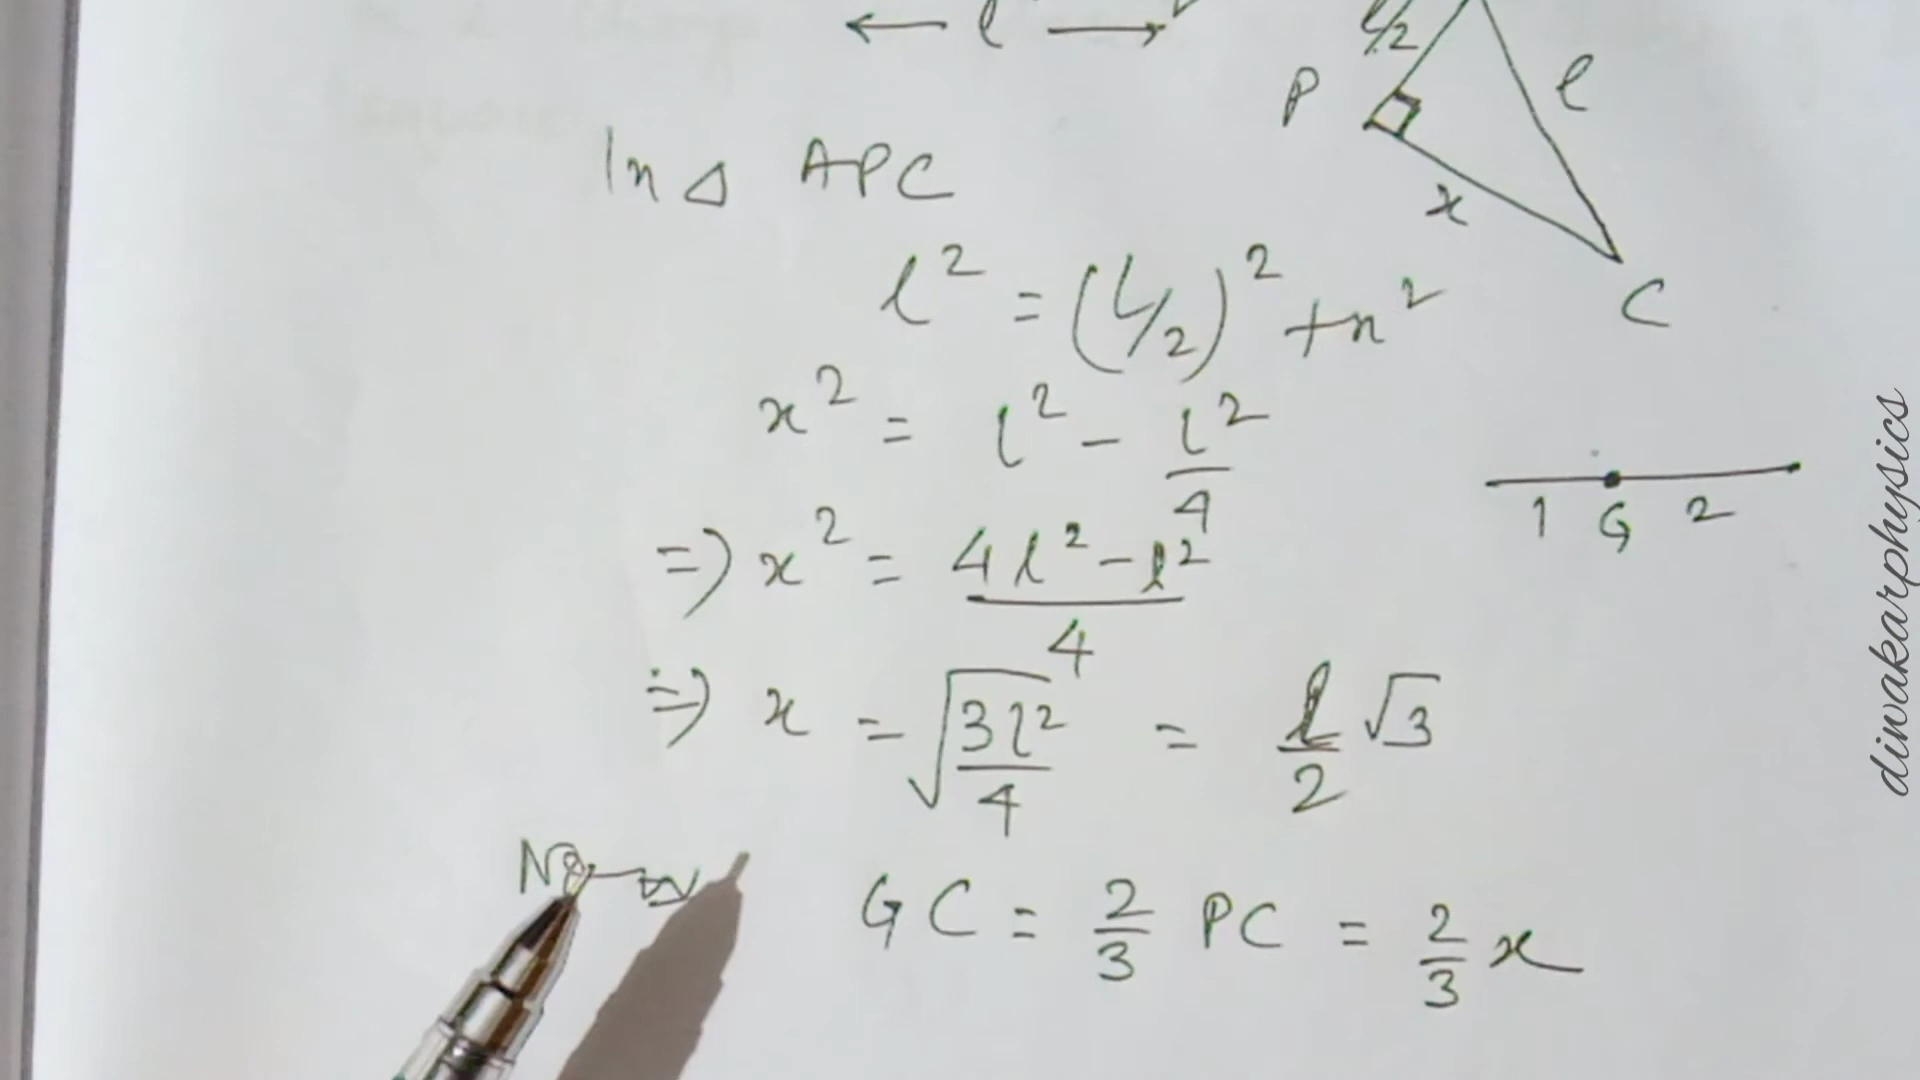 ← l →
l/2
P
l
x
C
In △ APC
l² = (l/2)² + x²
x² = l² - l²/4
1 G 2
⇒ x² = (4l² - l²)/4
⇒ x = √(3l²/4) = l/2 √3
GC = 2/3 PC = 2/3 x
diwakarphysics